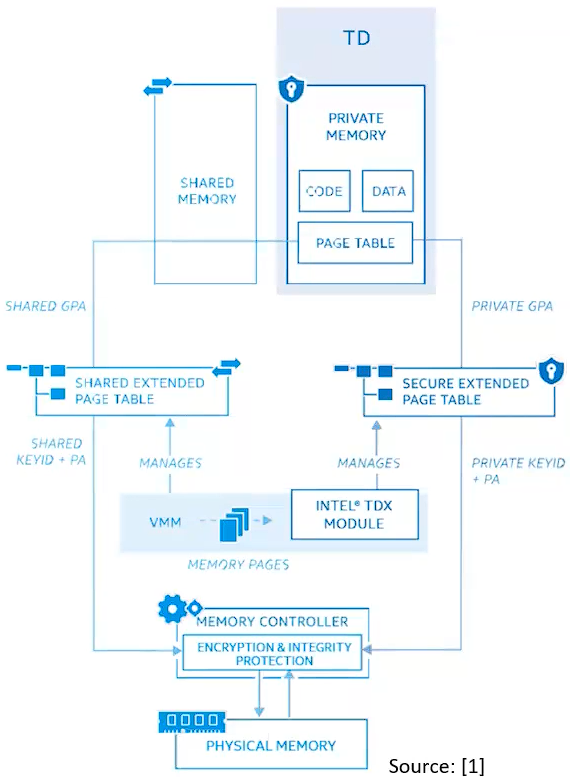 TD
PRIVATE
MEMORY
SHARED
MEMORY
CODE
DATA
PAGE TABLE
SHARED GPA
PRIVATE GPA
SHARED EXTENDED
PAGE TABLE
SECURE EXTENDED
PAGE TABLE
SHARED
KEYID + PA
MANAGES
MANAGES
PRIVATE KEYID
+ PA
VMM
INTEL® TDX
MODULE
MEMORY PAGES
MEMORY CONTROLLER
ENCRYPTION & INTEGRITY
PROTECTION
PHYSICAL MEMORY
Source: [1]